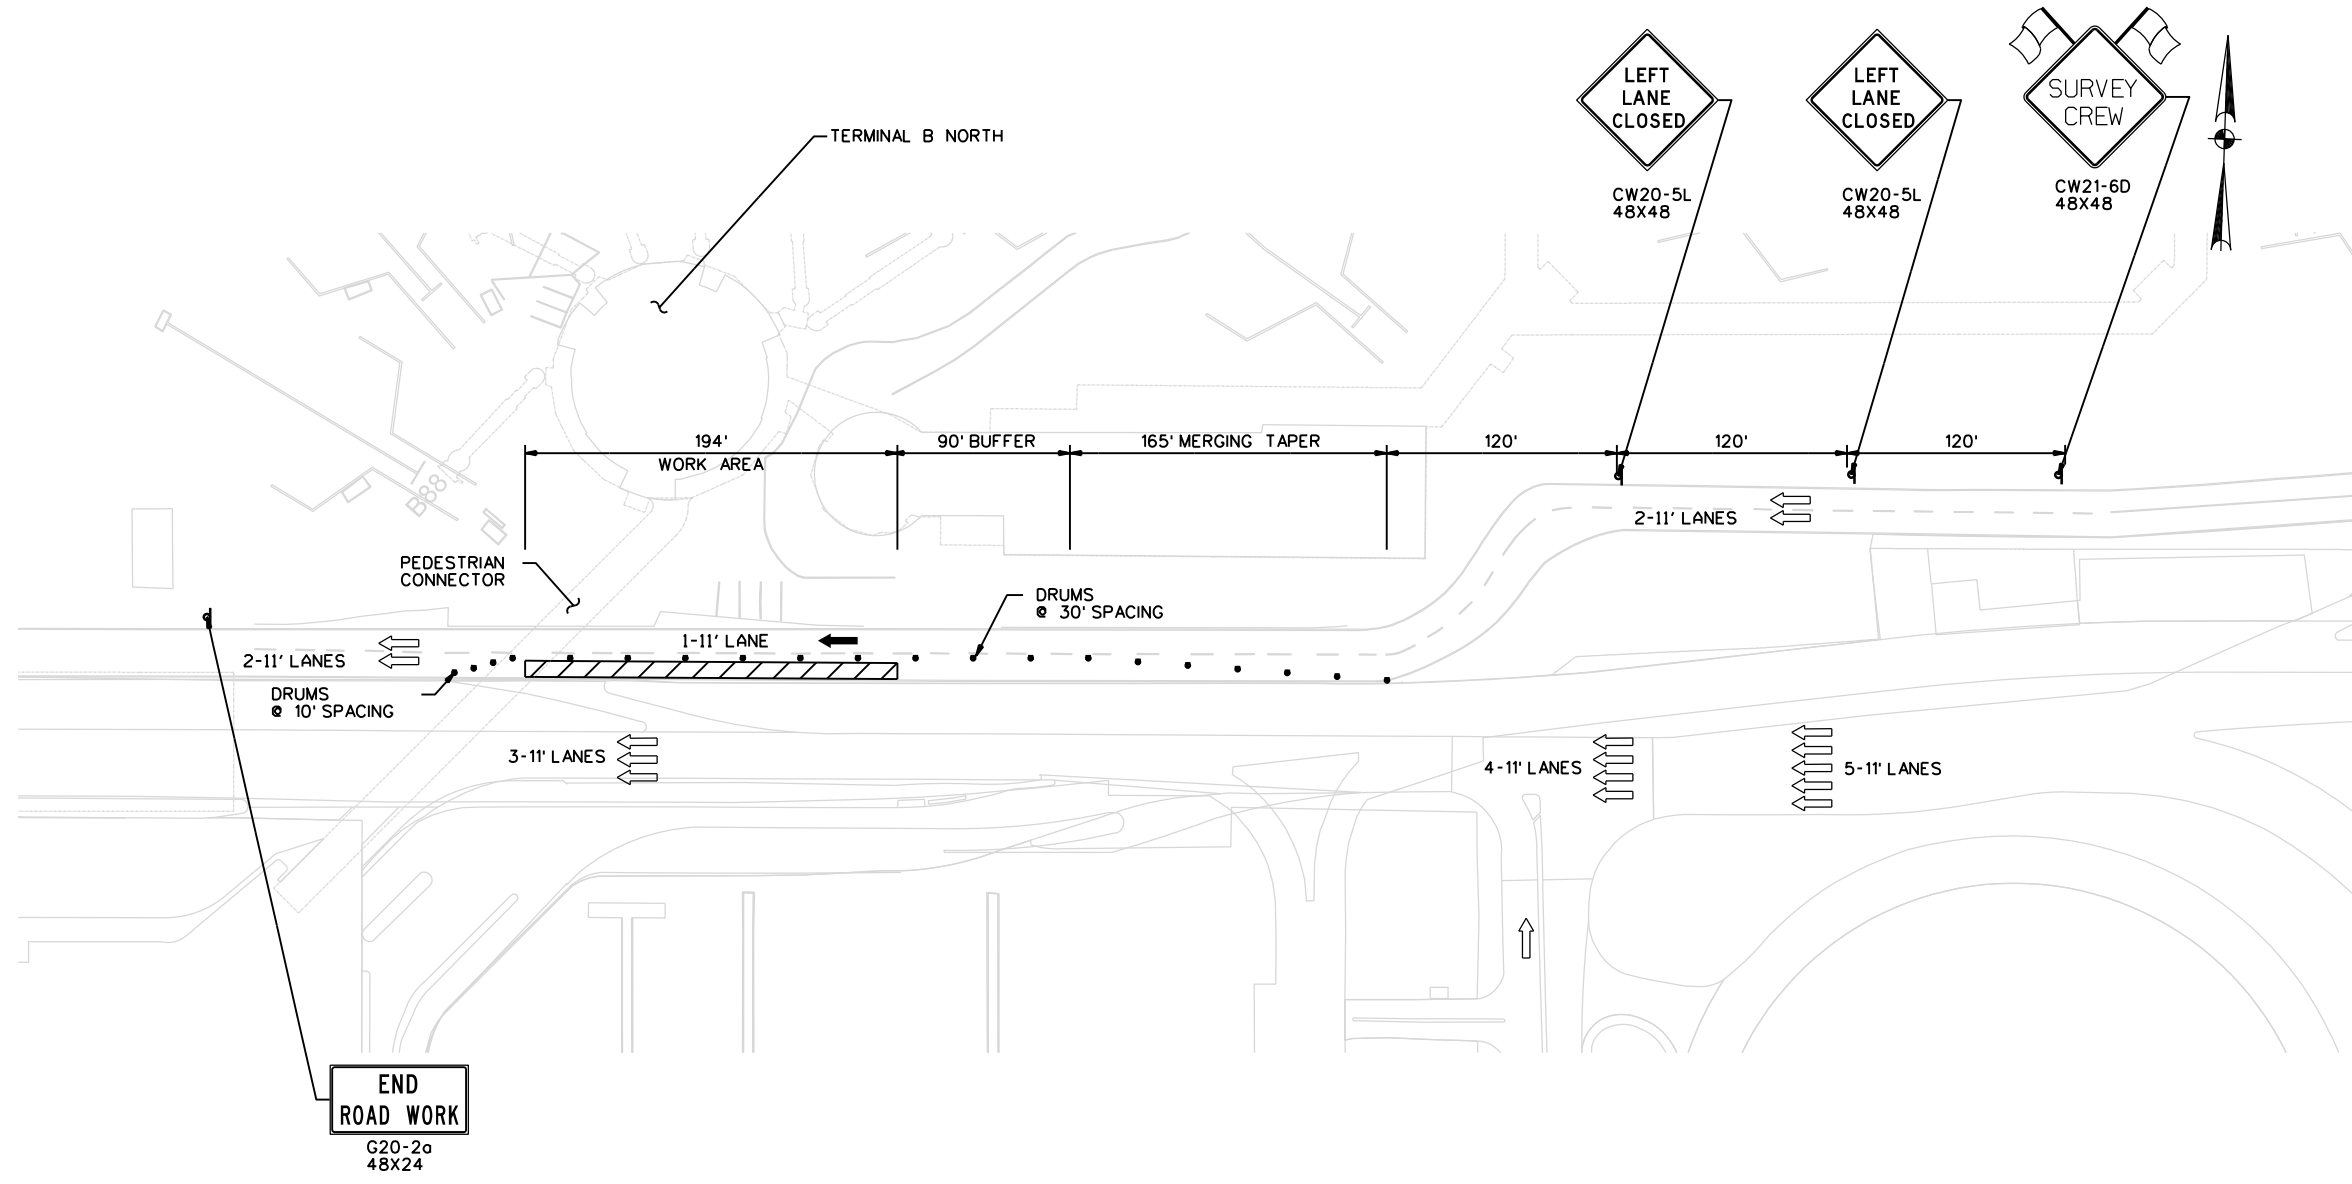 LEFT
LANE
CLOSED
CW20-5L
48X48
LEFT
LANE
CLOSED
CW20-5L
48X48
SURVEY
CREW
CW21-6D
48X48
TERMINAL B NORTH
194'
WORK AREA
90' BUFFER
165' MERGING TAPER
120'
120'
120'
B88
2-11' LANES
PEDESTRIAN
CONNECTOR
DRUMS
@ 30' SPACING
1-11' LANE
2-11' LANES
DRUMS
@ 10' SPACING
3-11' LANES
4-11' LANES
5-11' LANES
END
ROAD WORK
G20-2a
48X24